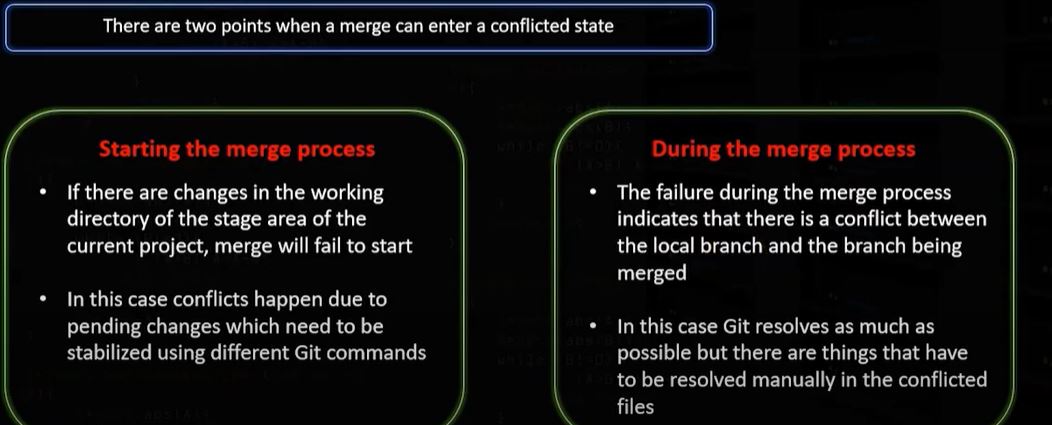 There are two points when a merge can enter a conflicted state
Starting the merge process
• If there are changes in the working
directory of the stage area of the
current project, merge will fail to start
• In this case conflicts happen due to
pending changes which need to be
stabilized using different Git commands
During the merge process
• The failure during the merge process
indicates that there is a conflict between
the local branch and the branch being
merged
• In this case Git resolves as much as
possible but there are things that have
to be resolved manually in the conflicted
files